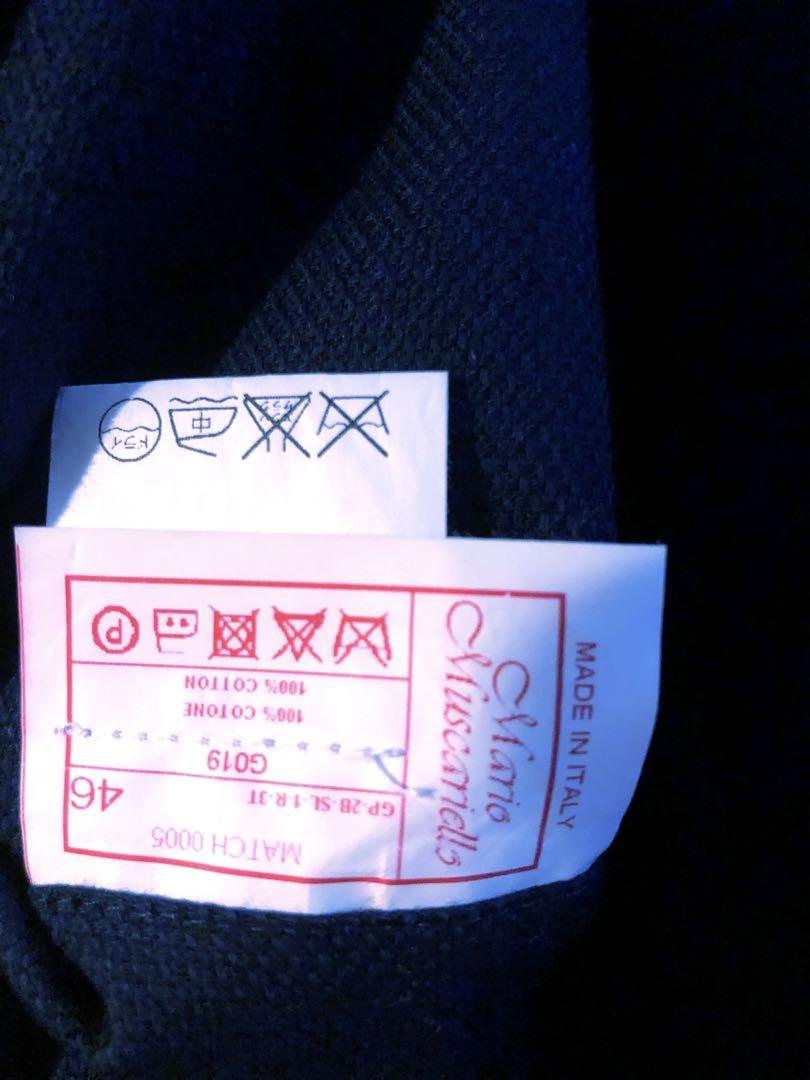 MADE IN ITALY
Mario
Muscariello
MATCH 0005
GP-2B-SL-1-R-3T
46
G019
100% COTONE
100% COTTON
P
中
ドライ